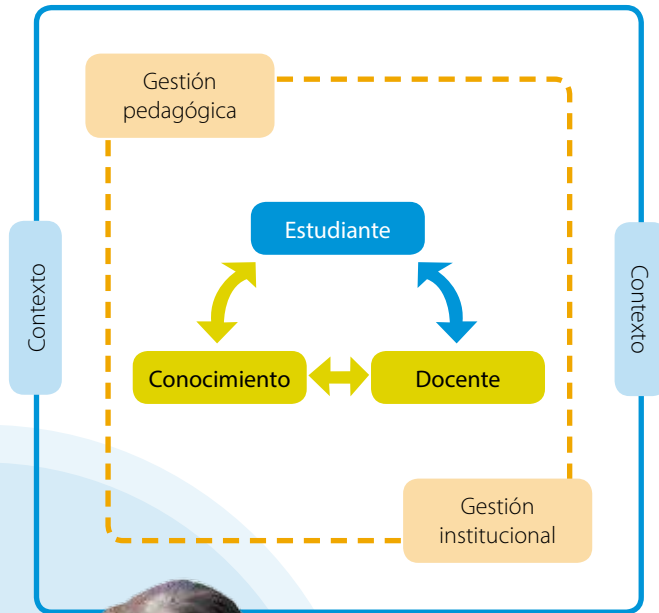 Gestión
pedagógica
Estudiante
Contexto
Contexto
Conocimiento
Docente
Gestión
institucional